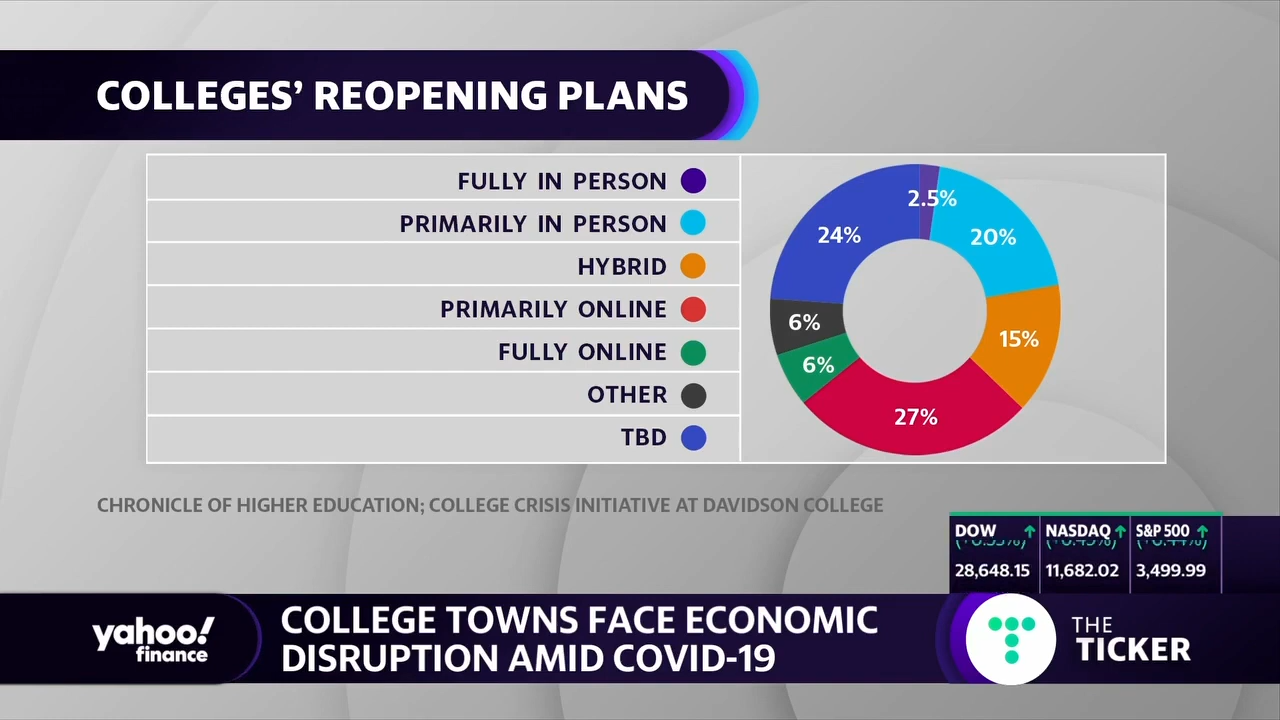 COLLEGES' REOPENING PLANS
FULLY IN PERSON
PRIMARILY IN PERSON
HYBRID
PRIMARILY ONLINE
FULLY ONLINE
OTHER
TBD
2.5%
20%
24%
6%
15%
6%
27%
CHRONICLE OF HIGHER EDUCATION; COLLEGE CRISIS INITIATIVE AT DAVIDSON COLLEGE
DOW NASDAQ S&P 500
28,648.15 11,682.02 3,499.99
yahoo!
finance
COLLEGE TOWNS FACE ECONOMIC
DISRUPTION AMID COVID-19
THE
TICKER